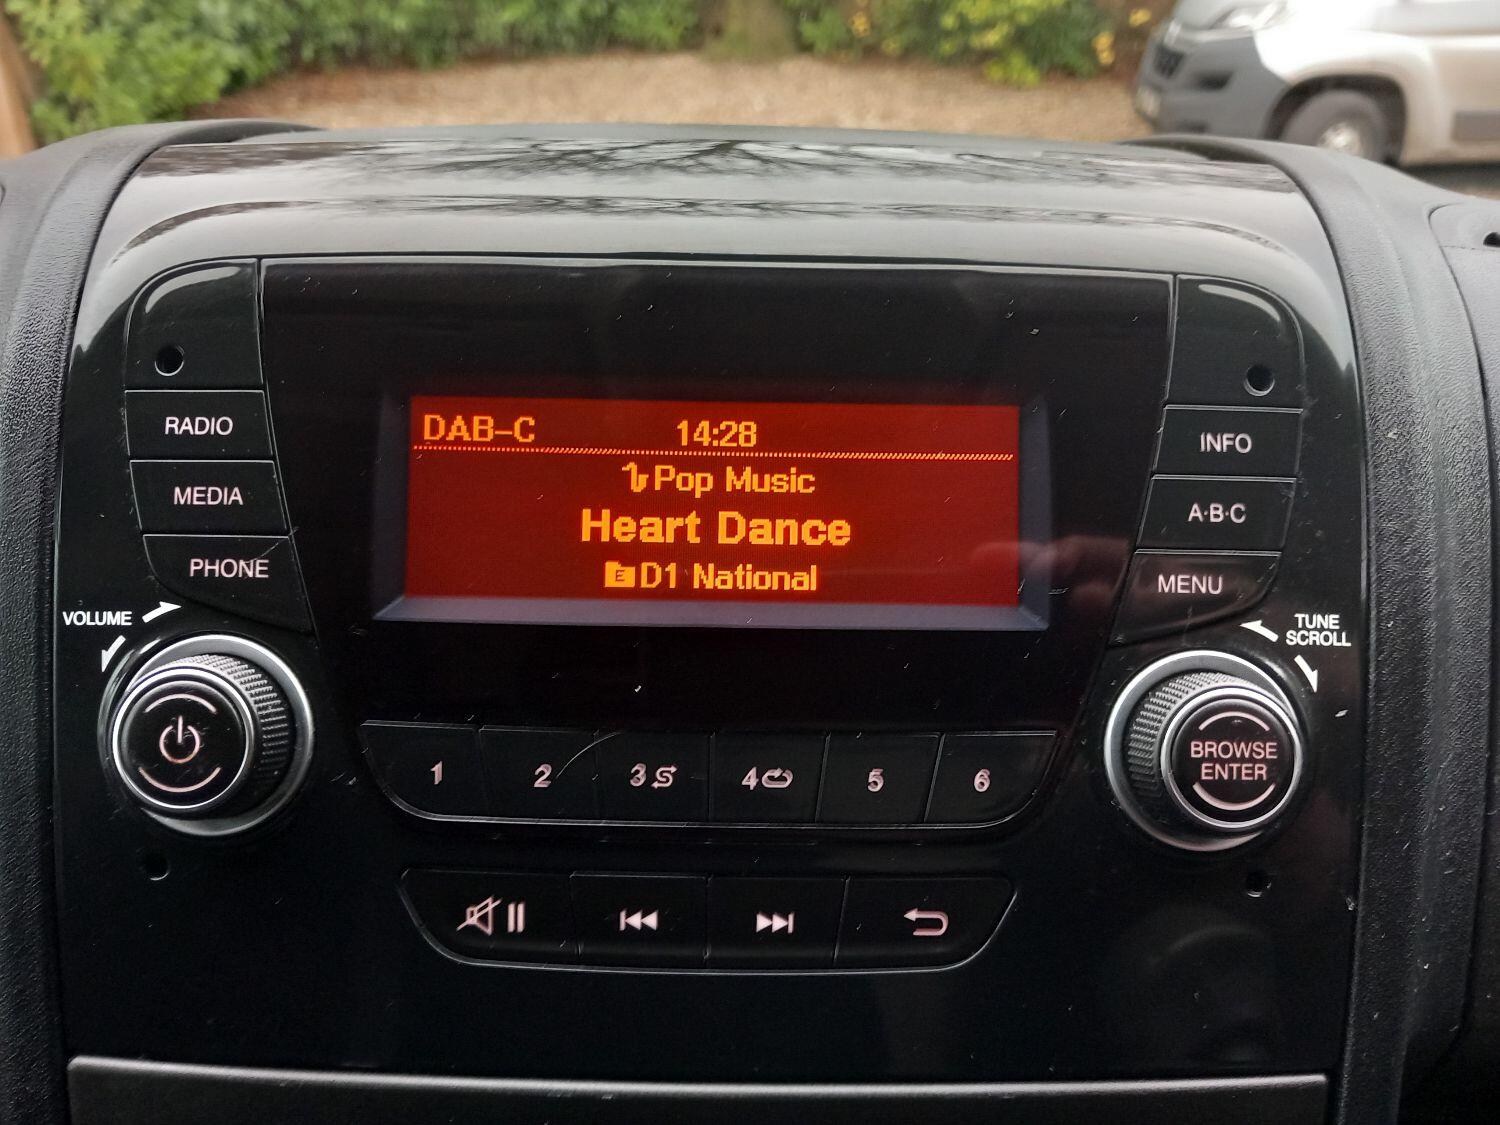 DAB-C 14:28
Pop Music
Heart Dance
E D1 National
RADIO
MEDIA
PHONE
VOLUME
INFO
A·B·C
MENU
TUNE
SCROLL
BROWSE
ENTER
1 2 3 4 5 6